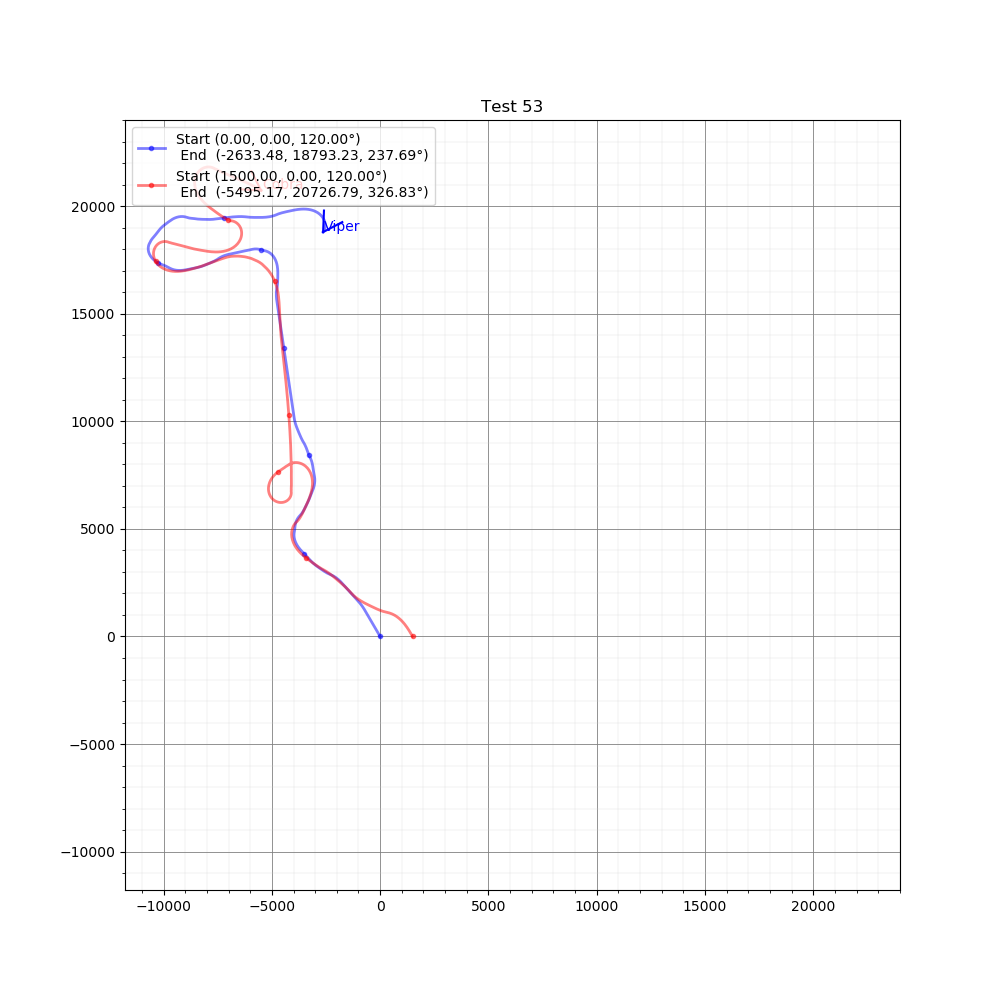 Test 53
Start (0.00, 0.00, 120.00°)
End (-2633.48, 18793.23, 237.69°)
Start (1500.00, 0.00, 120.00°)
End (-5495.17, 20726.79, 326.83°)
Viper
20000
15000
10000
5000
0
−5000
−10000
−10000 −5000 0 5000 10000 15000 20000